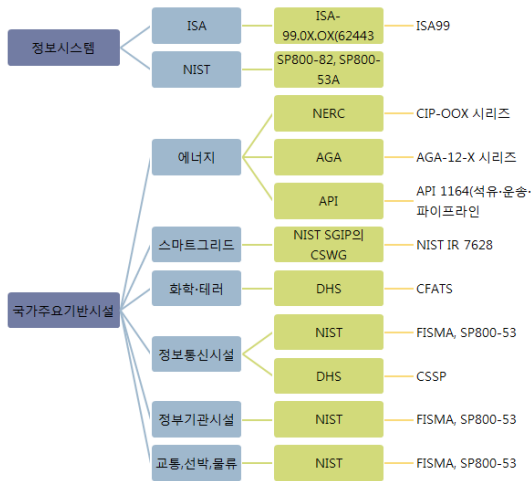 정보시스템
ISA
ISA-
99.0X.OX(62443
ISA99
NIST
SP800-82, SP800-
53A
국가주요기반시설
에너지
NERC
CIP-OOX 시리즈
AGA
AGA-12-X 시리즈
API
API 1164(석유·운송·
파이프라인
스마트그리드
NIST SGIP의
CSWG
NIST IR 7628
화학·테러
DHS
CFATS
정보통신시설
NIST
FISMA, SP800-53
DHS
CSSP
정부기관시설
NIST
FISMA, SP800-53
교통,선박,물류
NIST
FISMA, SP800-53